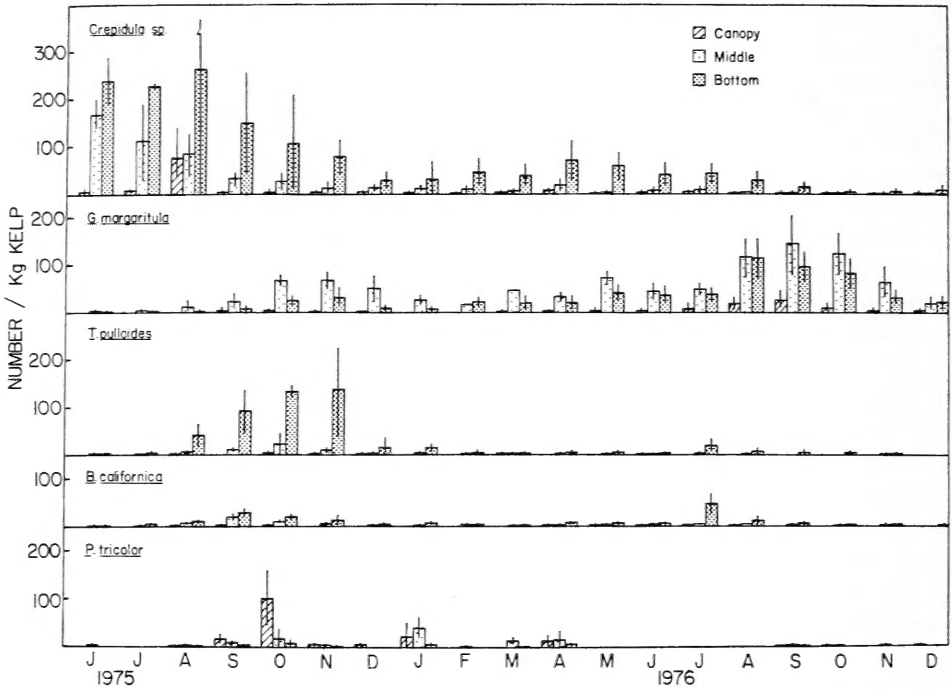 Crepidula sp.
Canopy
Middle
Bottom
300
200
100
G. margaritula
200
100
T. pulloides
200
100
B. californica
100
P. tricolor
200
100
NUMBER / Kg KELP
J J A S O N D J F M A M J J A S O N D
1975 1976